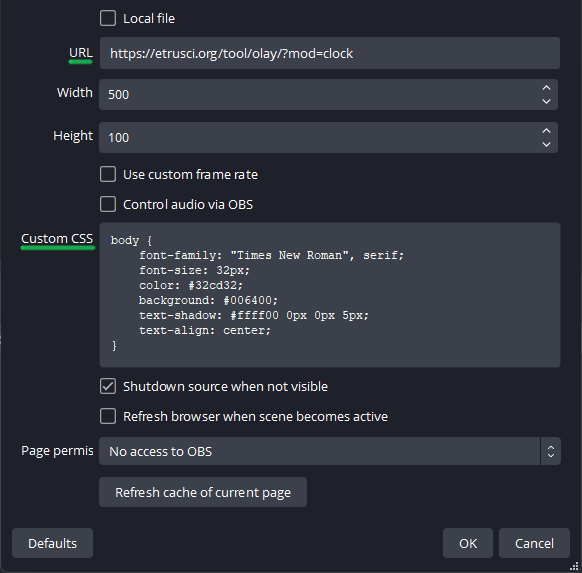 Local file
URL https://etrusci.org/tool/olay/?mod=clock
Width 500
Height 100
Use custom frame rate
Control audio via OBS
Custom CSS
body {
    font-family: "Times New Roman", serif;
    font-size: 32px;
    color: #32cd32;
    background: #006400;
    text-shadow: #ffff00 0px 0px 5px;
    text-align: center;
}
Shutdown source when not visible
Refresh browser when scene becomes active
Page permis No access to OBS
Refresh cache of current page
Defaults OK Cancel